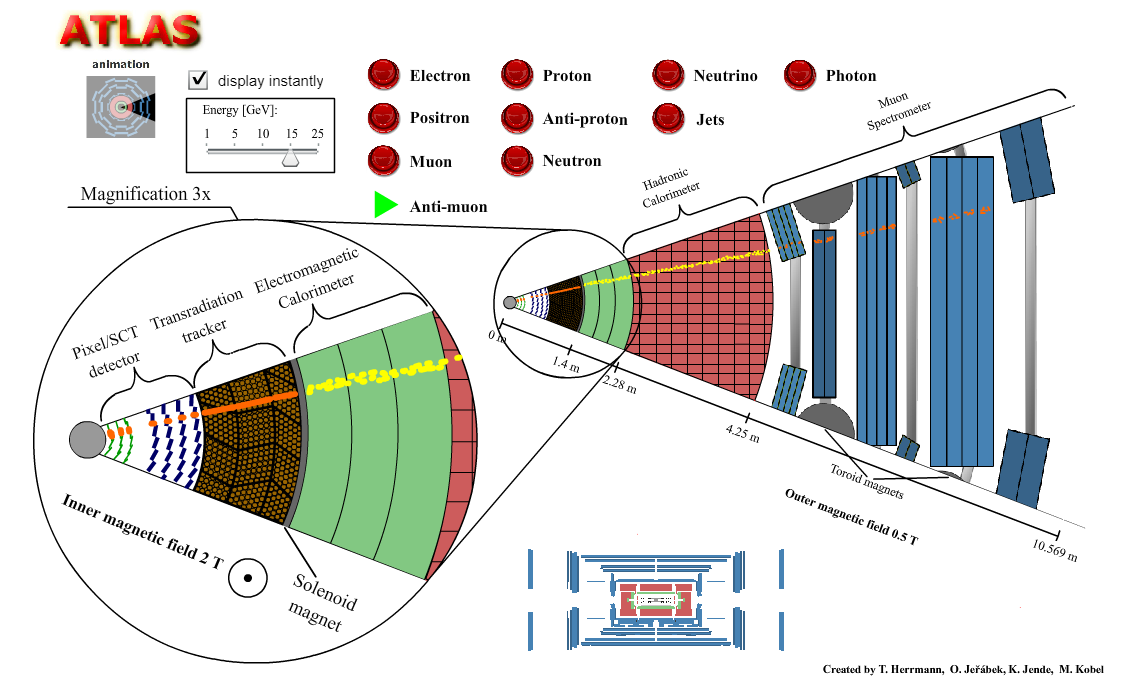 ATLAS
animation
display instantly
Energy [GeV]:
1 5 10 15 25
Electron
Proton
Neutrino
Photon
Positron
Anti-proton
Jets
Muon
Neutron
Anti-muon
Magnification 3x
Muon
Spectrometer
Hadronic
Calorimeter
Electromagnetic
Calorimeter
Transradiation
tracker
Pixel/SCT
detector
0 m
1.4 m
2.28 m
4.25 m
10.569 m
Toroid magnets
Outer magnetic field 0.5 T
Inner magnetic field 2 T
Solenoid
magnet
Created by T. Herrmann, O. Jeřábek, K. Jende, M. Kobel